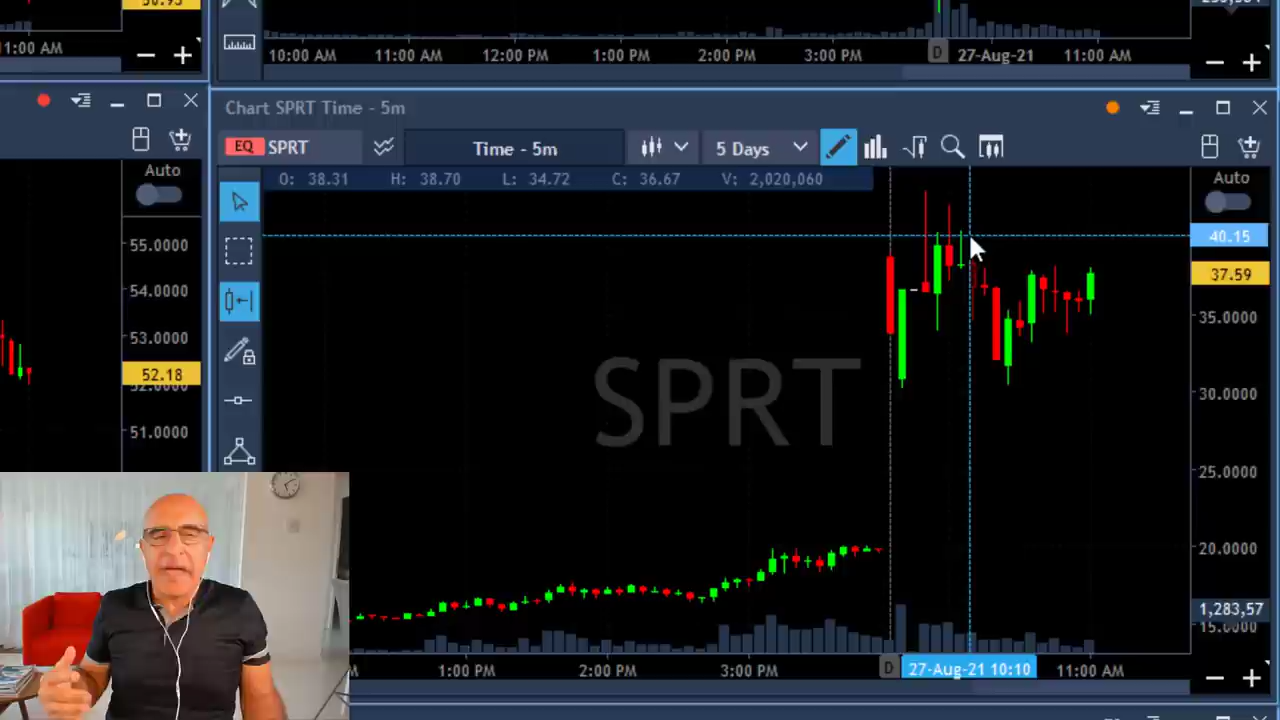 50.93
1:00 AM
10:00 AM 11:00 AM 12:00 PM 1:00 PM 2:00 PM 3:00 PM D 27-Aug-21 11:00 AM
Chart SPRT Time - 5m
EQ SPRT Time - 5m 5 Days
Auto
Auto
O: 38.31 H: 38.70 L: 34.72 C: 36.67 V: 2,020,060
55.0000
54.0000
53.0000
52.18
52.0000
51.0000
40.15
37.59
35.0000
30.0000
25.0000
20.0000
1,283,57
15.0000
SPRT
1:00 PM 2:00 PM 3:00 PM D 27-Aug-21 10:10 11:00 AM